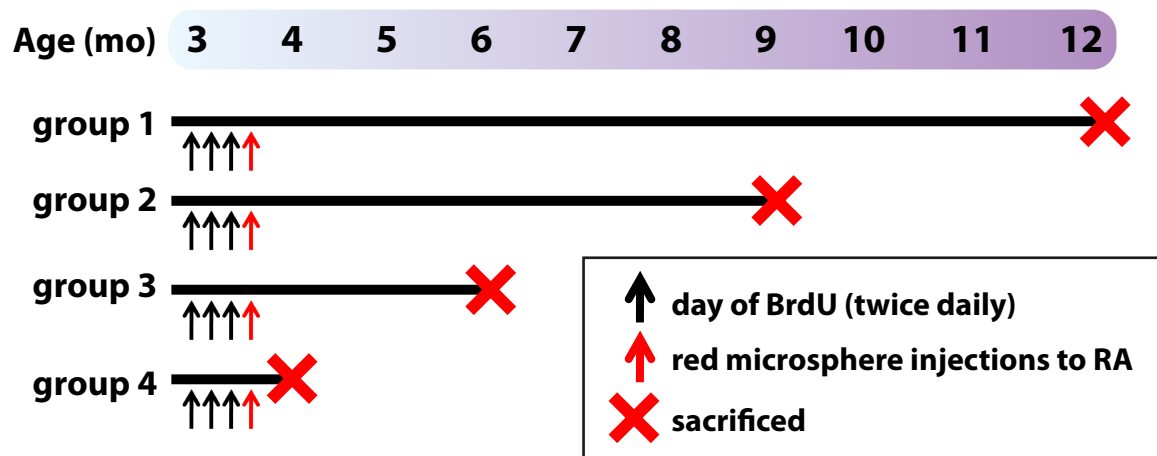 Age (mo) 3 4 5 6 7 8 9 10 11 12
group 1
group 2
group 3
group 4
day of BrdU (twice daily)
red microsphere injections to RA
sacrificed